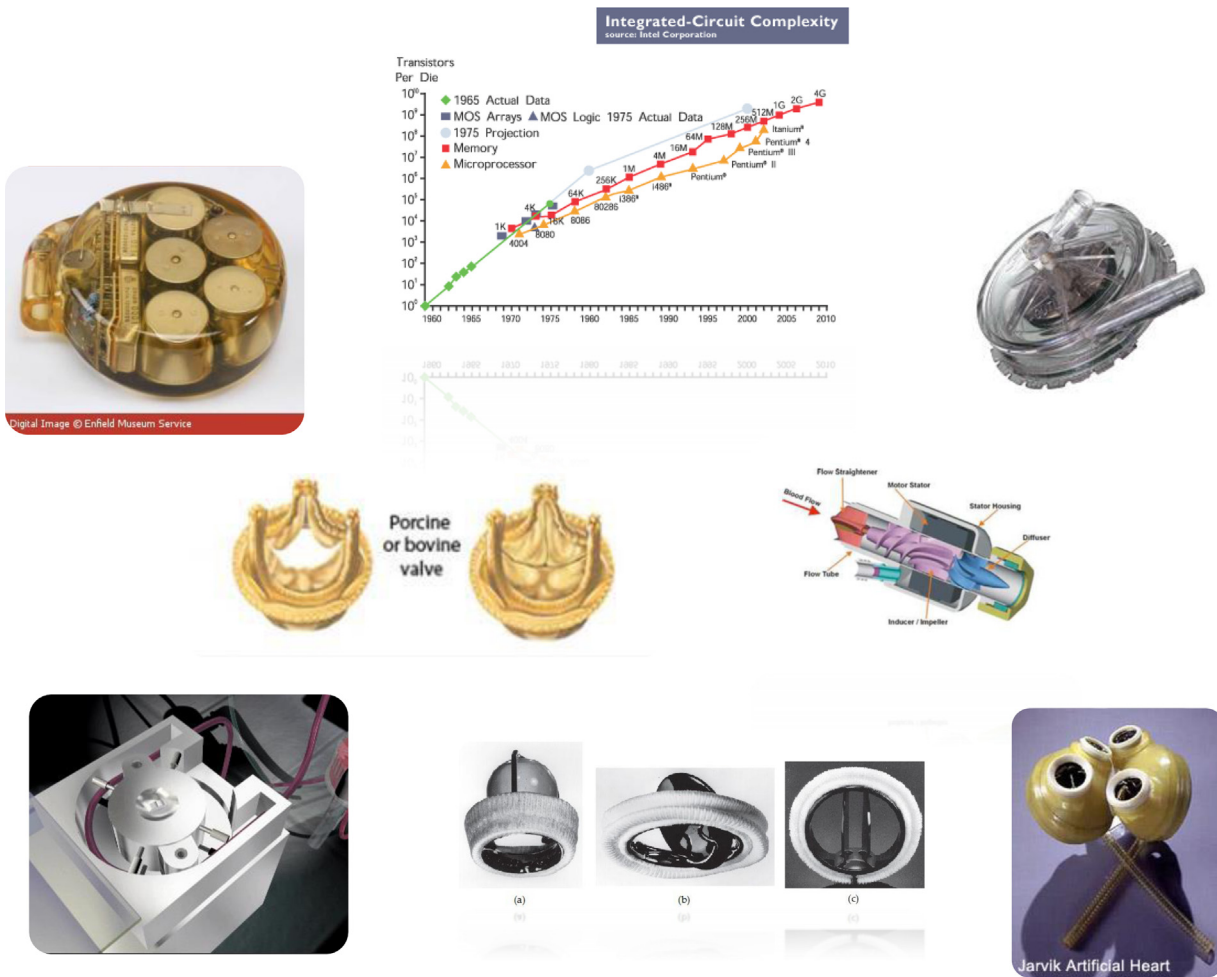 Integrated-Circuit Complexity
source: Intel Corporation
Transistors
Per Die
10¹⁰
10⁹
10⁸
10⁷
10⁶
10⁵
10⁴
10³
10²
10¹
10⁰
1965 Actual Data
MOS Arrays
MOS Logic 1975 Actual Data
1975 Projection
Memory
Microprocessor
1K
4K
16K
64K
256K
1M
4M
16M
64M
128M
256M
512M
1G
2G
4G
4004
8080
8086
80286
i386®
i486®
Pentium®
Pentium® II
Pentium® III
Pentium® 4
Itanium®
1960
1965
1970
1975
1980
1985
1990
1995
2000
2005
2010
Digital Image © Enfield Museum Service
Porcine
or bovine
valve
Flow Straightener
Blood Flow
Motor Stator
Stator Housing
Diffuser
Flow Tube
Inducer / Impeller
(a)
(b)
(c)
Jarvik Artificial Heart